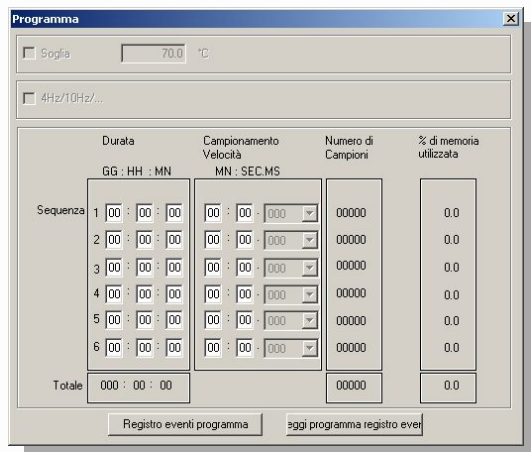 Programma
Soglia 70.0 °C
4Hz/10Hz/...
Durata Campionamento Velocità Numero di Campioni % di memoria utilizzata
GG : HH : MN MN : SEC.MS
Sequenza 1 00 : 00 : 00 00 : 00 . 000 00000 0.0
2 00 : 00 : 00 00 : 00 . 000 00000 0.0
3 00 : 00 : 00 00 : 00 . 000 00000 0.0
4 00 : 00 : 00 00 : 00 . 000 00000 0.0
5 00 : 00 : 00 00 : 00 . 000 00000 0.0
6 00 : 00 : 00 00 : 00 . 000 00000 0.0
Totale 000 : 00 : 00 00000 0.0
Registro eventi programma eggi programma registro ever